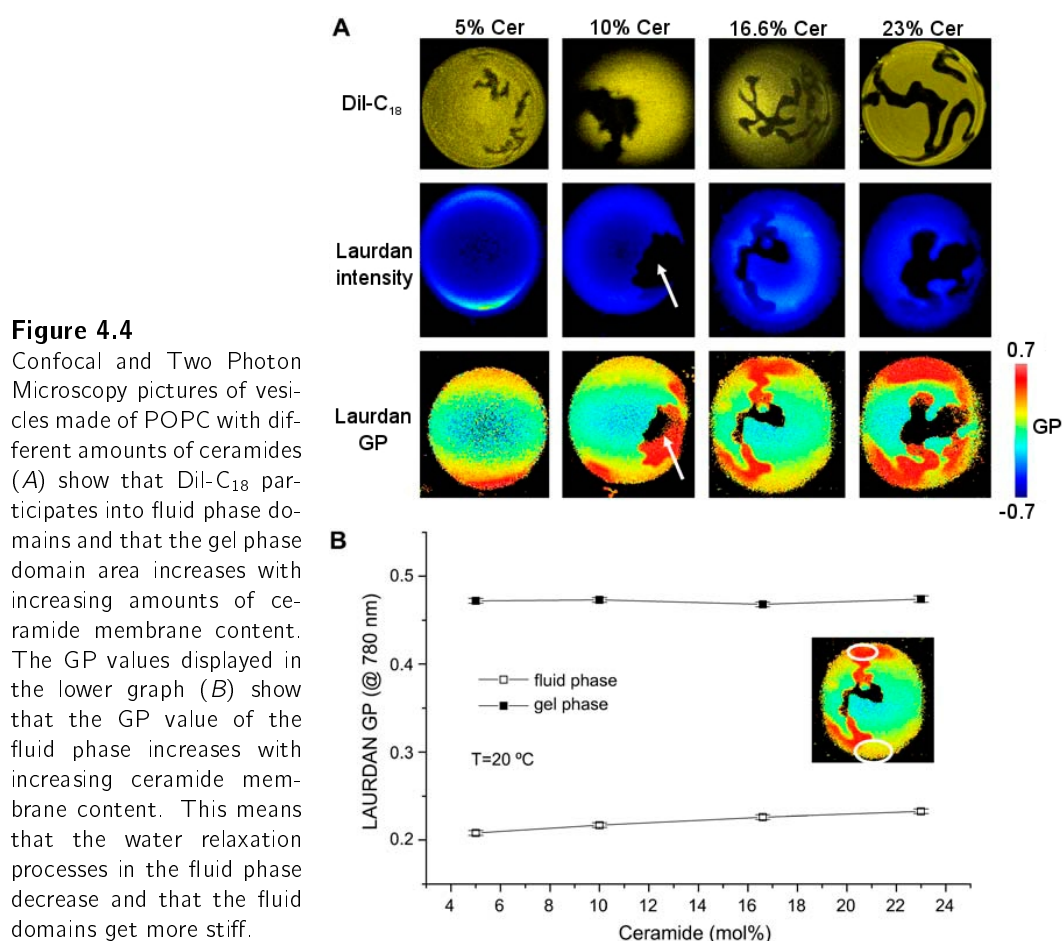 A
5% Cer 10% Cer 16.6% Cer 23% Cer
Dil-C₁₈
Laurdan
intensity
Laurdan
GP
0.7
GP
-0.7
Figure 4.4
Confocal and Two Photon
Microscopy pictures of vesi-
cles made of POPC with dif-
ferent amounts of ceramides
(A) show that Dil-C₁₈ par-
ticipates into fluid phase do-
mains and that the gel phase
domain area increases with
increasing amounts of ce-
ramide membrane content.
The GP values displayed in
the lower graph (B) show
that the GP value of the
fluid phase increases with
increasing ceramide mem-
brane content. This means
that the water relaxation
processes in the fluid phase
decrease and that the fluid
domains get more stiff.
B
LAURDAN GP (@ 780 nm)
0.5
0.4
0.3
0.2
fluid phase
gel phase
T=20 ºC
4 6 8 10 12 14 16 18 20 22 24
Ceramide (mol%)